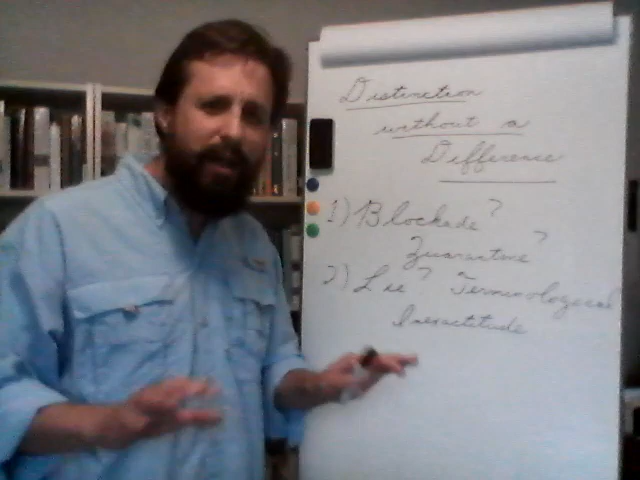 Distinction
without a
Difference
1) Blockade?
Quarantine?
2) Lie? Terminological
Inexactitude